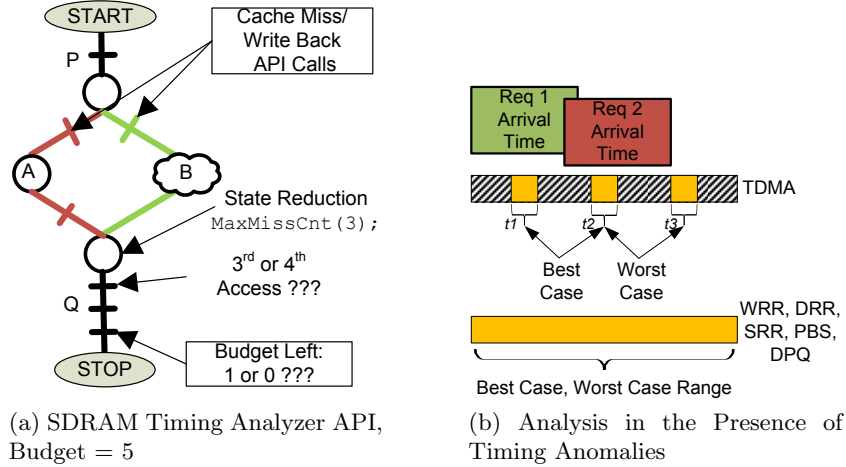 START
Cache Miss/
Write Back
API Calls
P
A
B
State Reduction
MaxMissCnt(3);
3rd or 4th
Access ???
Q
Budget Left:
1 or 0 ???
STOP
(a) SDRAM Timing Analyzer API,
Budget = 5
Req 1
Arrival
Time
Req 2
Arrival
Time
TDMA
t1 t2 t3
Best
Case
Worst
Case
WRR, DRR,
SRR, PBS,
DPQ
Best Case, Worst Case Range
(b) Analysis in the Presence of
Timing Anomalies